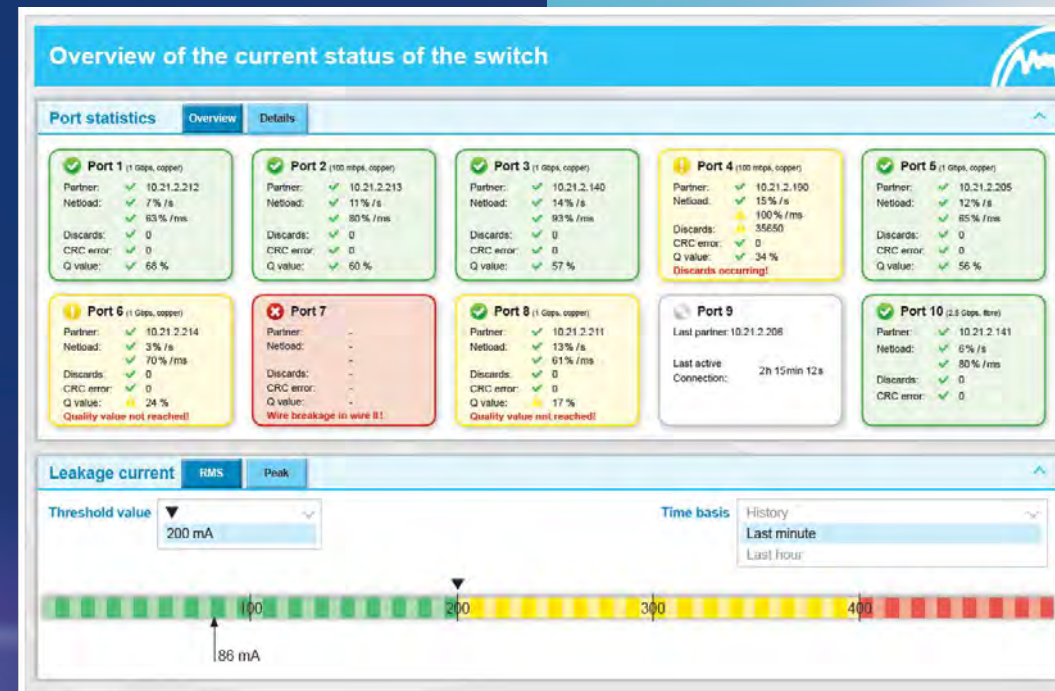 Overview of the current status of the switch
Port statistics Overview Details
Port 1 (1 Gbps, copper)
Partner: 10.21.2.212
Netload: 7% /s
63% /ms
Discards: 0
CRC error: 0
Q value: 68 %
Port 2 (100 mbps, copper)
Partner: 10.21.2.213
Netload: 11% /s
80% /ms
Discards: 0
CRC error: 0
Q value: 60 %
Port 3 (1 Gbps, copper)
Partner: 10.21.2.140
Netload: 14% /s
93% /ms
Discards: 0
CRC error: 0
Q value: 57 %
Port 4 (100 mbps, copper)
Partner: 10.21.2.190
Netload: 15% /s
100% /ms
Discards: 35650
CRC error: 0
Q value: 34 %
Discards occurring!
Port 5 (1 Gbps, copper)
Partner: 10.21.2.205
Netload: 12% /s
65% /ms
Discards: 0
CRC error: 0
Q value: 56 %
Port 6 (1 Gbps, copper)
Partner: 10.21.2.214
Netload: 3% /s
70% /ms
Discards: 0
CRC error: 0
Q value: 24 %
Quality value not reached!
Port 7
Partner: -
Netload: -
-
Discards: -
CRC error: -
Q value: -
Wire breakage in wire II!
Port 8 (1 Gbps, copper)
Partner: 10.21.2.211
Netload: 13% /s
61% /ms
Discards: 0
CRC error: 0
Q value: 17 %
Quality value not reached!
Port 9
Last partner: 10.21.2.206
Last active
Connection: 2h 15min 12s
Port 10 (2.5 Gbps, fibre)
Partner: 10.21.2.141
Netload: 6% /s
80% /ms
Discards: 0
CRC error: 0
Leakage current RMS Peak
Threshold value
200 mA
Time basis History
Last minute
Last hour
100 200 300 400
86 mA